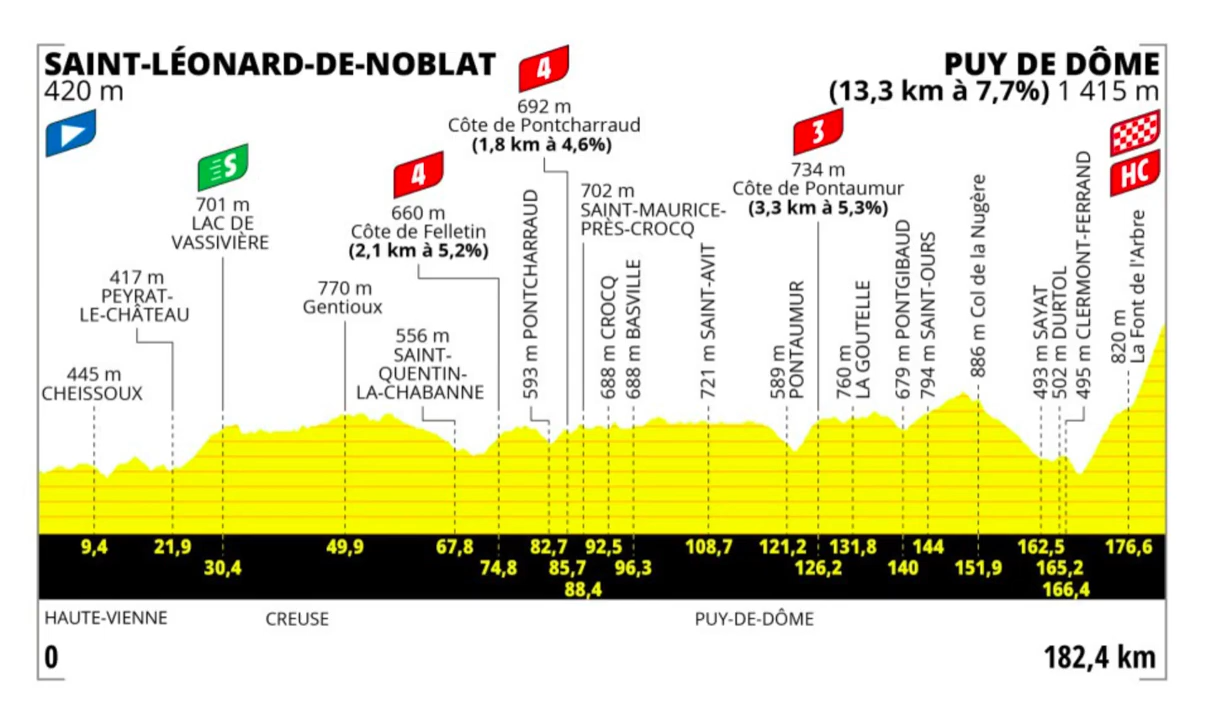 SAINT-LÉONARD-DE-NOBLAT
420 m
4
692 m
Côte de Pontcharraud
(1,8 km à 4,6%)
PUY DE DÔME
(13,3 km à 7,7%) 1 415 m
S
701 m
LAC DE
VASSIVIÈRE
4
660 m
Côte de Felletin
(2,1 km à 5,2%)
3
734 m
Côte de Pontaumur
(3,3 km à 5,3%)
HC
417 m
PEYRAT-
LE-CHÂTEAU
445 m
CHEISSOUX
770 m
Gentioux
556 m
SAINT-
QUENTIN-
LA-CHABANNE
593 m PONTCHARRAUD
702 m
SAINT-MAURICE-
PRÈS-CROCQ
688 m CROCQ
688 m BASVILLE
721 m SAINT-AVIT
589 m
PONTAUMUR
760 m
LA GOUTELLE
679 m PONTGIBAUD
794 m SAINT-OURS
886 m Col de la Nugère
493 m SAYAT
502 m DURTOL
495 m CLERMONT-FERRAND
820 m
La Font de l'Arbre
9,4 21,9 49,9 67,8 82,7 92,5 108,7 121,2 131,8 144 162,5 176,6
30,4 74,8 85,7 96,3 126,2 140 151,9 165,2
88,4 166,4
HAUTE-VIENNE CREUSE PUY-DE-DÔME
0 182,4 km